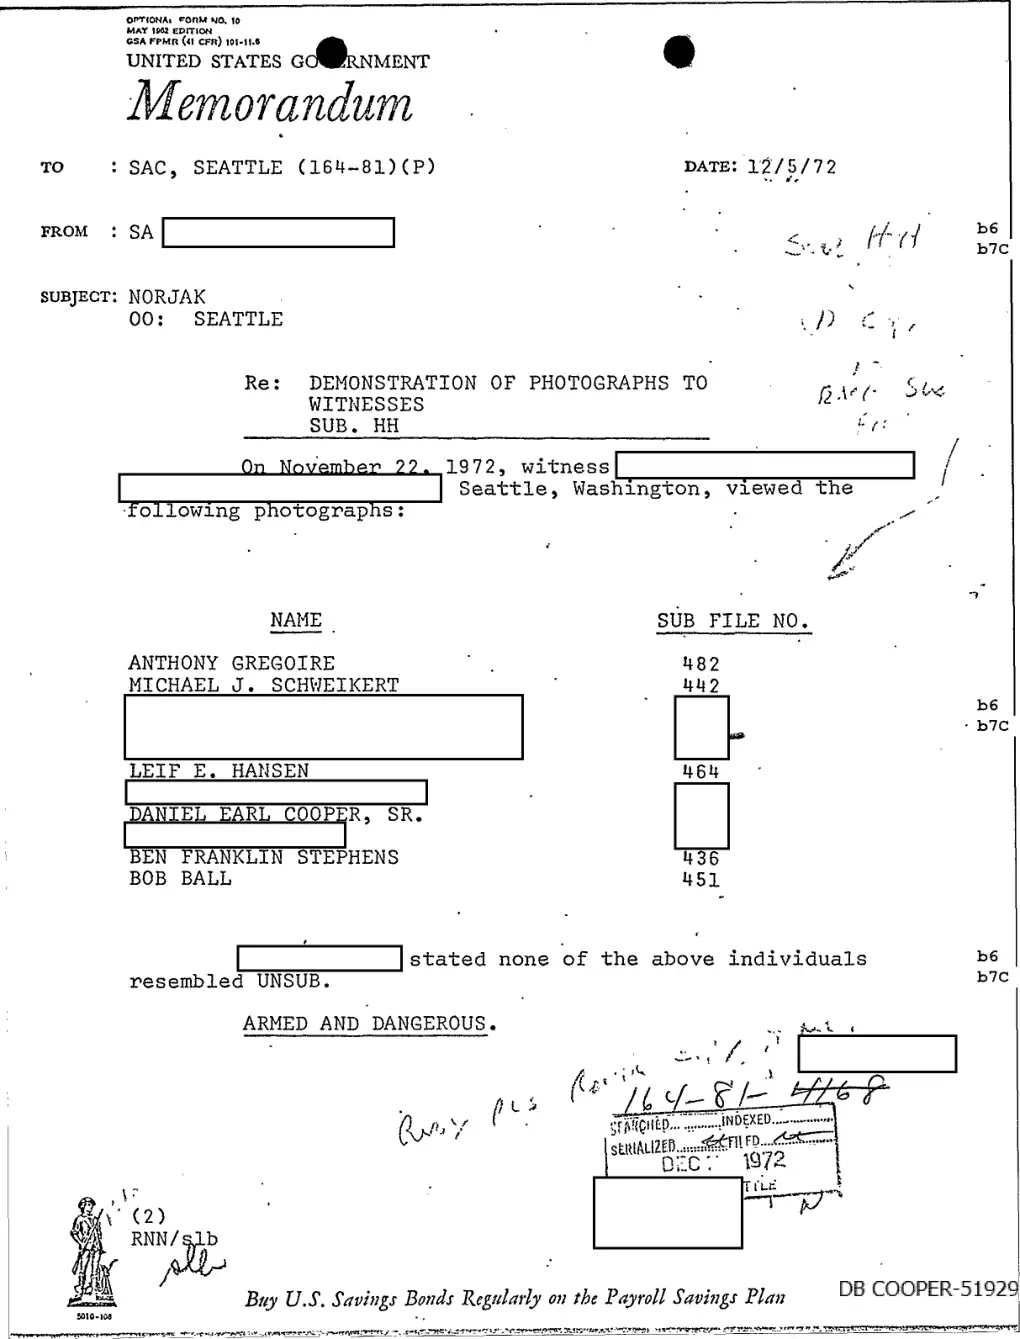 OPTIONAL FORM NO. 10
MAY 1962 EDITION
GSA FPMR (41 CFR) 101-11.6
UNITED STATES GO RNMENT
Memorandum
TO : SAC, SEATTLE (164-81)(P) DATE: 12/5/72
FROM : SA b6
b7C
SUBJECT: NORJAK
OO: SEATTLE
Re: DEMONSTRATION OF PHOTOGRAPHS TO
WITNESSES
SUB. HH
On November 22, 1972, witness
Seattle, Washington, viewed the
following photographs:
NAME SUB FILE NO.
ANTHONY GREGOIRE 482
MICHAEL J. SCHWEIKERT 442
b6
b7C
LEIF E. HANSEN 464
DANIEL EARL COOPER, SR.
BEN FRANKLIN STEPHENS 436
BOB BALL 451
stated none of the above individuals b6
resembled UNSUB. b7C
ARMED AND DANGEROUS.
164-81- 4168
SEARCHED INDEXED
SERIALIZED FILED
DEC 1972
(2)
RNN/slb
slb
5010-108
Buy U.S. Savings Bonds Regularly on the Payroll Savings Plan
DB COOPER-51929